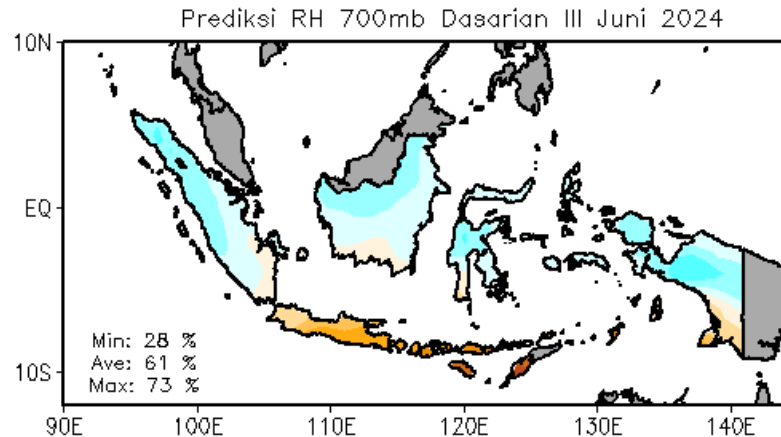 Prediksi RH 700mb Dasarian III Juni 2024
10N
EQ
10S
Min: 28 %
Ave: 61 %
Max: 73 %
90E 100E 110E 120E 130E 140E